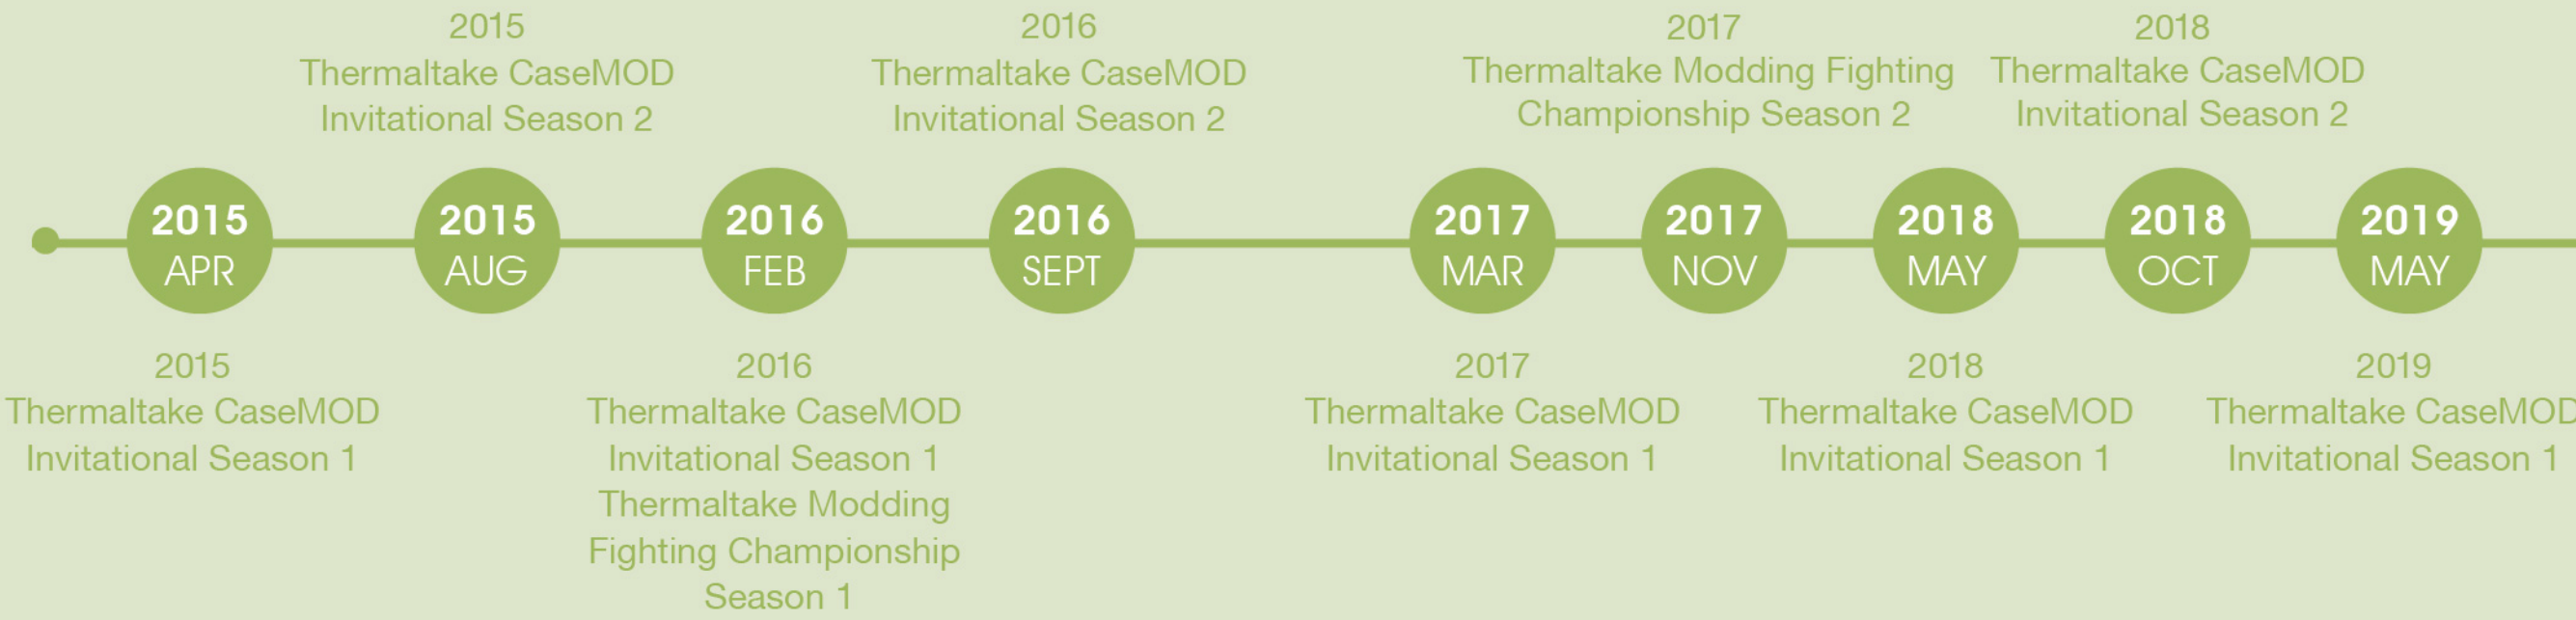 2015
Thermaltake CaseMOD
Invitational Season 2
2016
Thermaltake CaseMOD
Invitational Season 2
2017
Thermaltake Modding Fighting
Championship Season 2
2018
Thermaltake CaseMOD
Invitational Season 2
2015
APR
2015
AUG
2016
FEB
2016
SEPT
2017
MAR
2017
NOV
2018
MAY
2018
OCT
2019
MAY
2015
Thermaltake CaseMOD
Invitational Season 1
2016
Thermaltake CaseMOD
Invitational Season 1
Thermaltake Modding
Fighting Championship
Season 1
2017
Thermaltake CaseMOD
Invitational Season 1
2018
Thermaltake CaseMOD
Invitational Season 1
2019
Thermaltake CaseMOD
Invitational Season 1